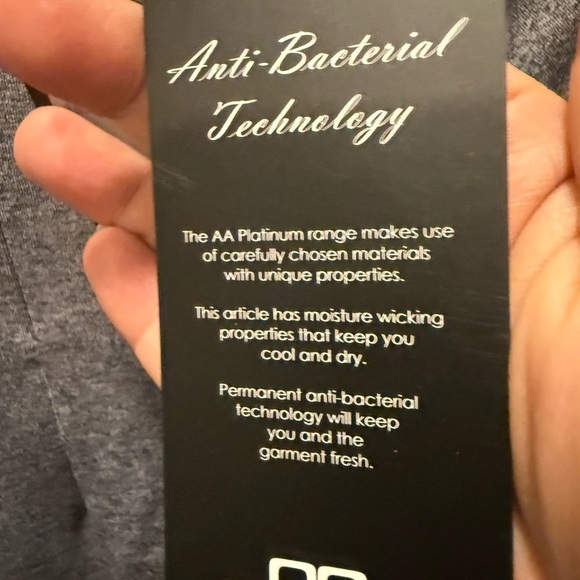 Anti-Bacterial
Technology
The AA Platinum range makes use
of carefully chosen materials
with unique properties.
This article has moisture wicking
properties that keep you
cool and dry.
Permanent anti-bacterial
technology will keep
you and the
garment fresh.